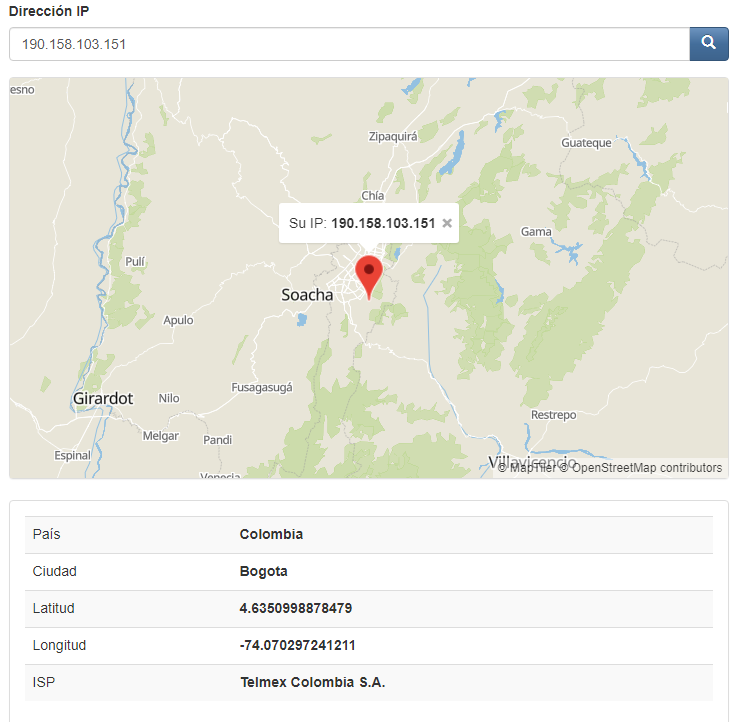 Dirección IP
190.158.103.151
esno
Zipaquirá
Guateque
Chía
Su IP: 190.158.103.151 ×
Gama
Pulí
Soacha
Apulo
Fusagasugá
Girardot
Nilo
Restrepo
Melgar
Pandi
Espinal
Villavicencio
© MapTiler © OpenStreetMap contributors
Venecia
País Colombia
Ciudad Bogota
Latitud 4.6350998878479
Longitud -74.070297241211
ISP Telmex Colombia S.A.